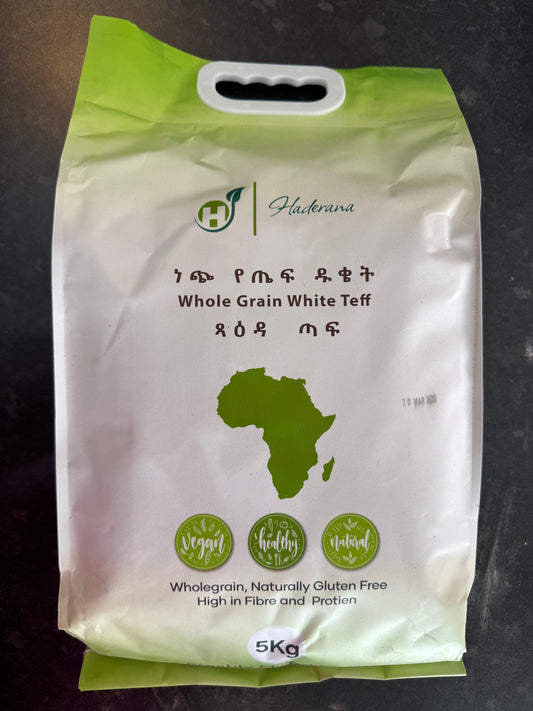 H
Haderana
ነጭ የጤፍ ዱቄት
Whole Grain White Teff
ጻዕዳ ጣፍ
vegan
healthy
natural
Wholegrain, Naturally Gluten Free
High in Fibre and Protien
5Kg